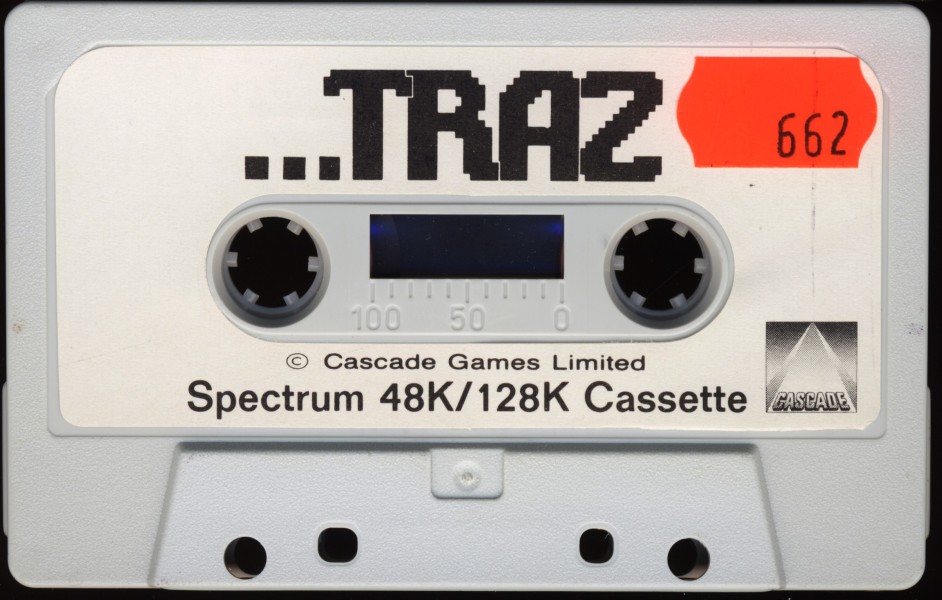 ...TRAZ
662
100 50 0
© Cascade Games Limited
Spectrum 48K/128K Cassette
CASCADE